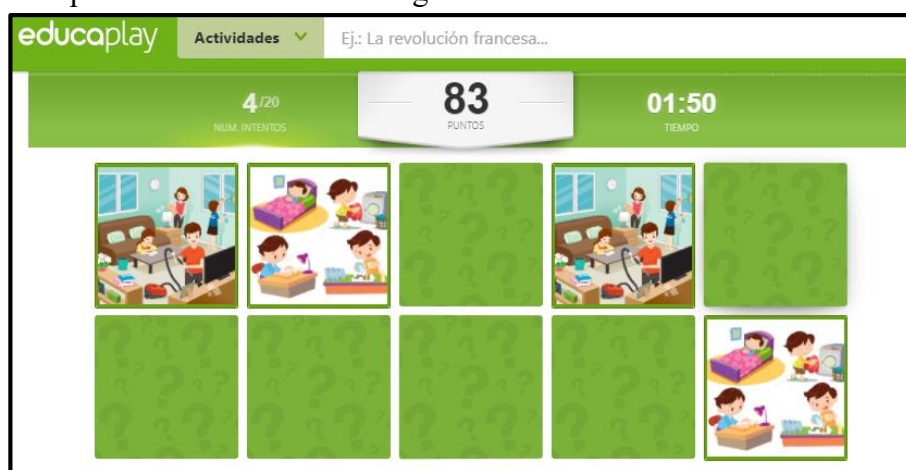 educaplay Actividades Ej.: La revolución francesa...
4/20 83 01:50
NUM. INTENTOS PUNTOS TIEMPO